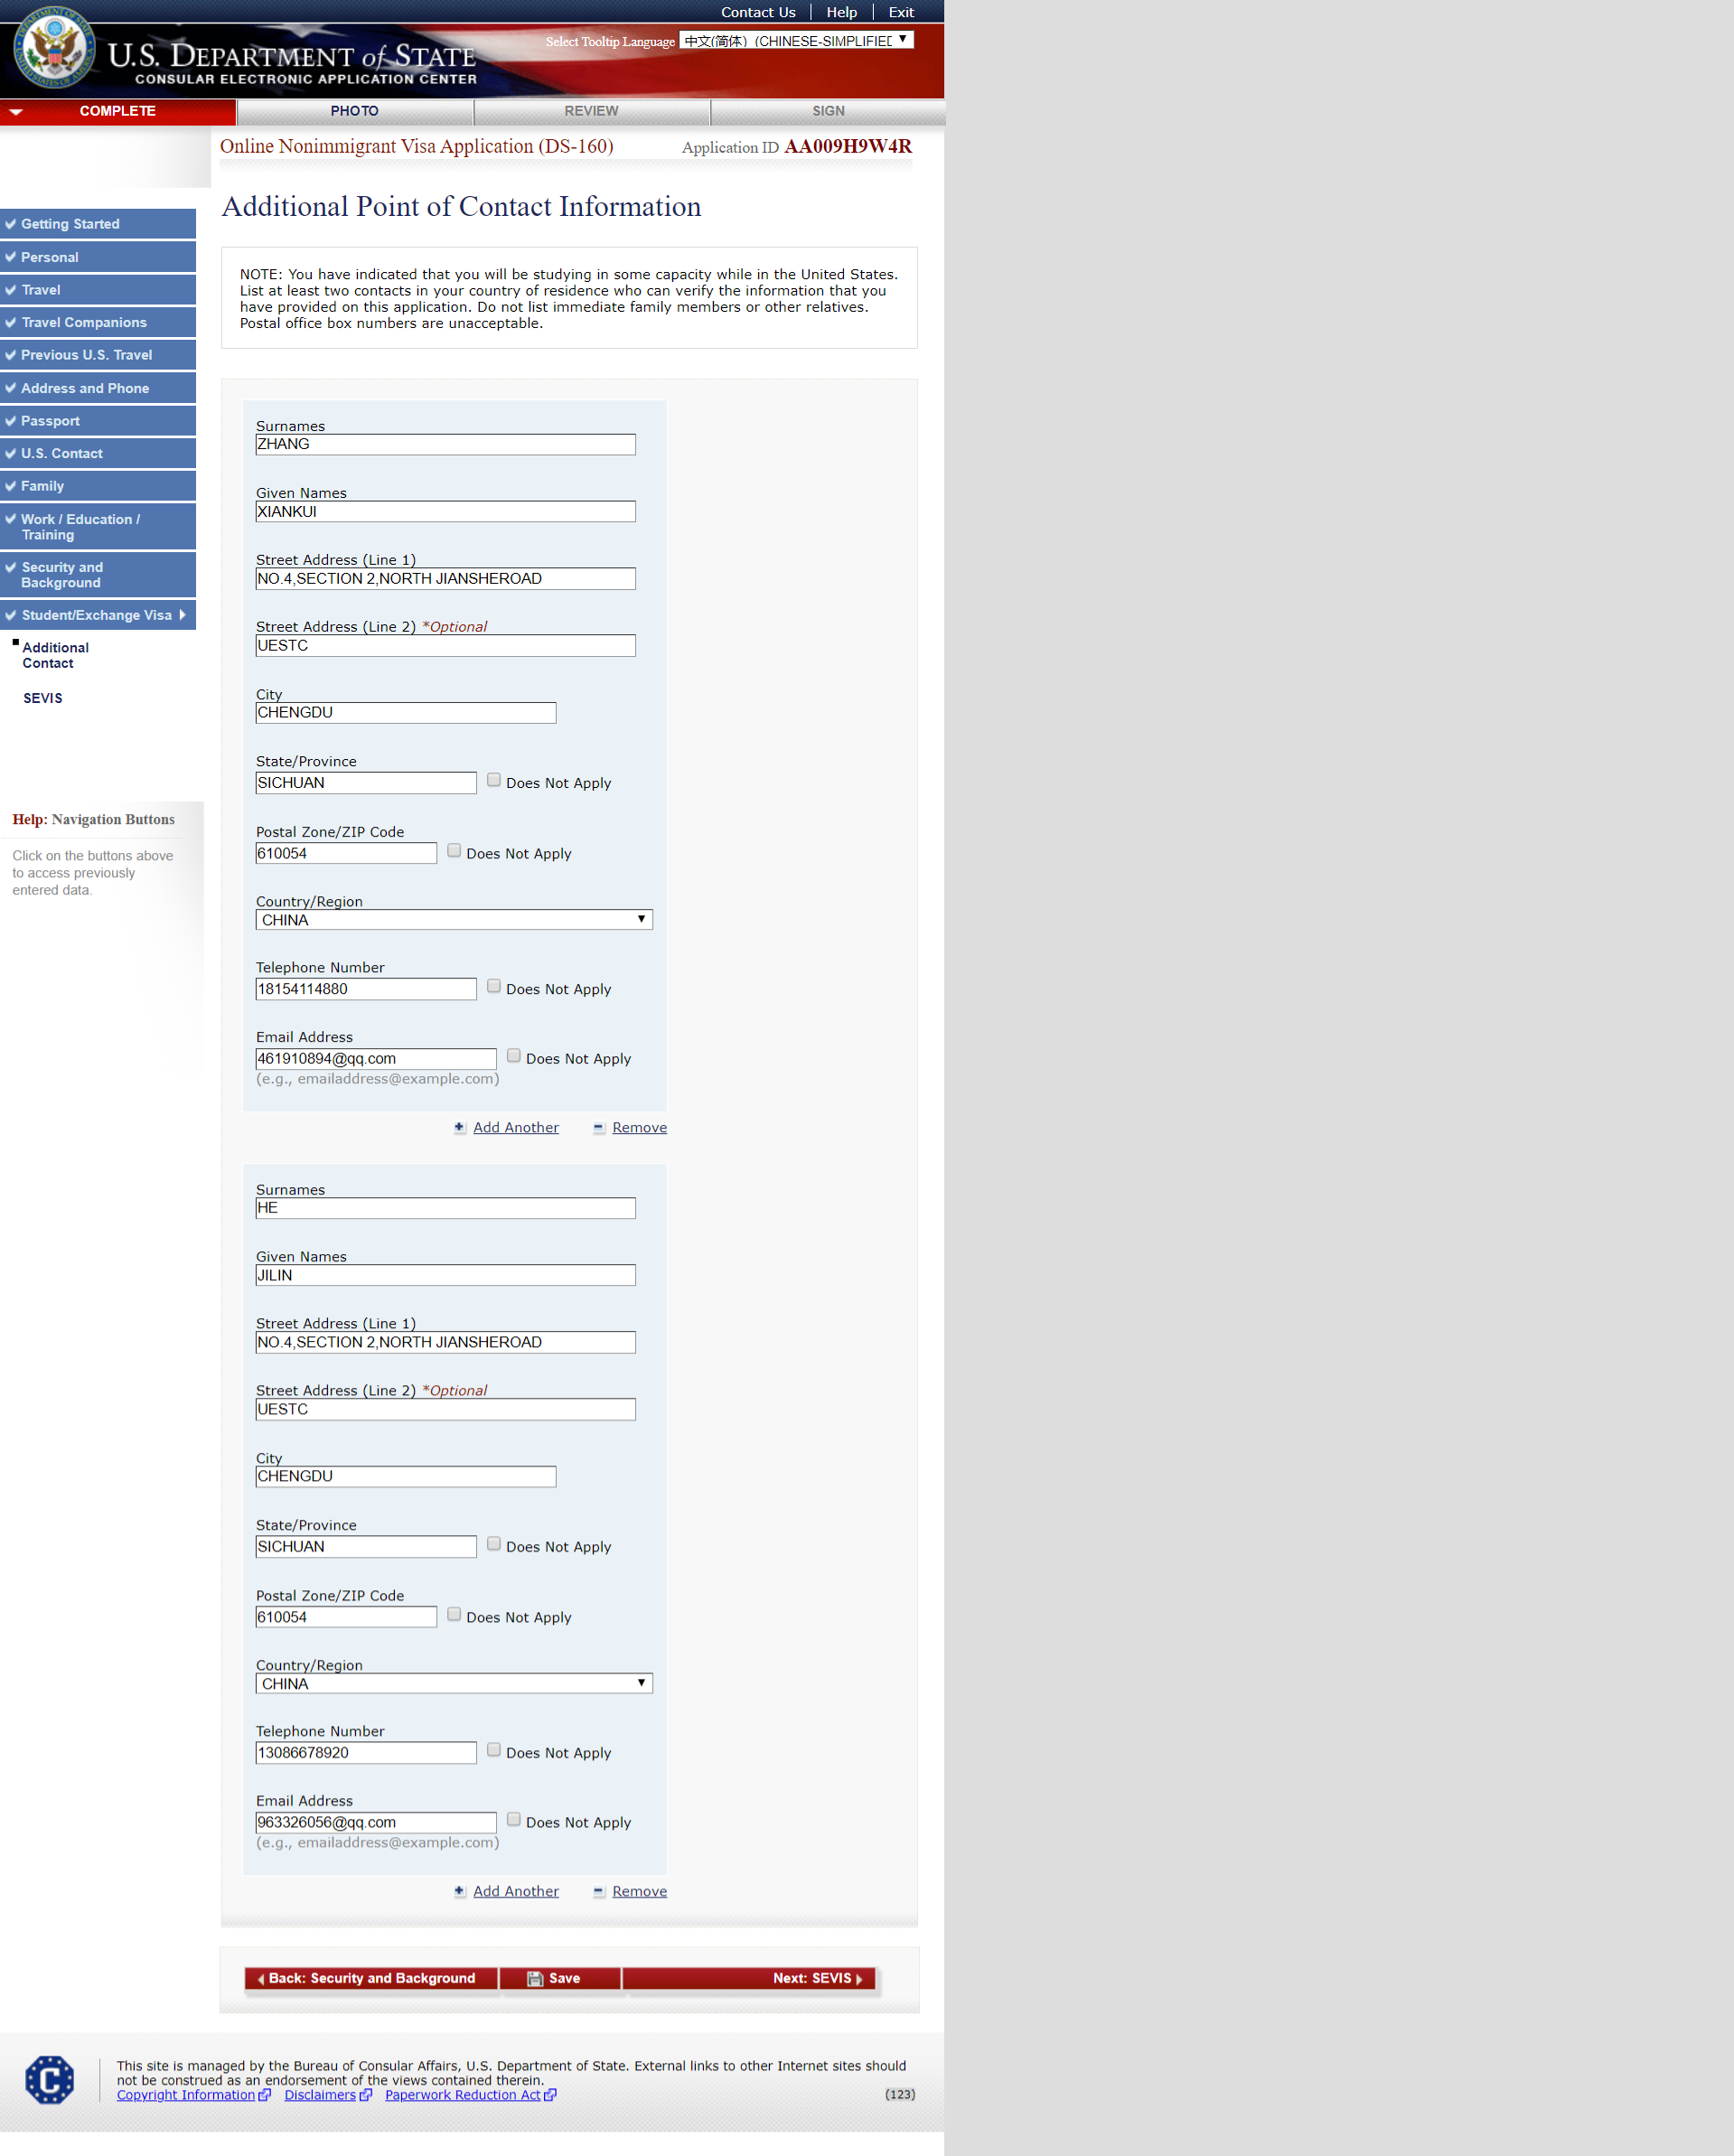 Contact Us | Help | Exit
U.S. DEPARTMENT of STATE
CONSULAR ELECTRONIC APPLICATION CENTER
Select Tooltip Language 中文(简体) (CHINESE-SIMPLIFIED
COMPLETE PHOTO REVIEW SIGN
Online Nonimmigrant Visa Application (DS-160) Application ID AA009H9W4R
Additional Point of Contact Information
Getting Started
Personal
Travel
Travel Companions
Previous U.S. Travel
Address and Phone
Passport
U.S. Contact
Family
Work / Education /
Training
Security and
Background
Student/Exchange Visa
Additional
Contact
SEVIS
Help: Navigation Buttons
Click on the buttons above
to access previously
entered data.
NOTE: You have indicated that you will be studying in some capacity while in the United States.
List at least two contacts in your country of residence who can verify the information that you
have provided on this application. Do not list immediate family members or other relatives.
Postal office box numbers are unacceptable.
Surnames
ZHANG
Given Names
XIANKUI
Street Address (Line 1)
NO.4,SECTION 2,NORTH JIANSHEROAD
Street Address (Line 2) *Optional
UESTC
City
CHENGDU
State/Province
SICHUAN Does Not Apply
Postal Zone/ZIP Code
610054 Does Not Apply
Country/Region
CHINA
Telephone Number
18154114880 Does Not Apply
Email Address
461910894@qq.com Does Not Apply
(e.g., emailaddress@example.com)
Add Another Remove
Surnames
HE
Given Names
JILIN
Street Address (Line 1)
NO.4,SECTION 2,NORTH JIANSHEROAD
Street Address (Line 2) *Optional
UESTC
City
CHENGDU
State/Province
SICHUAN Does Not Apply
Postal Zone/ZIP Code
610054 Does Not Apply
Country/Region
CHINA
Telephone Number
13086678920 Does Not Apply
Email Address
963326056@qq.com Does Not Apply
(e.g., emailaddress@example.com)
Add Another Remove
Back: Security and Background Save Next: SEVIS
This site is managed by the Bureau of Consular Affairs, U.S. Department of State. External links to other Internet sites should
not be construed as an endorsement of the views contained therein.
Copyright Information Disclaimers Paperwork Reduction Act (123)